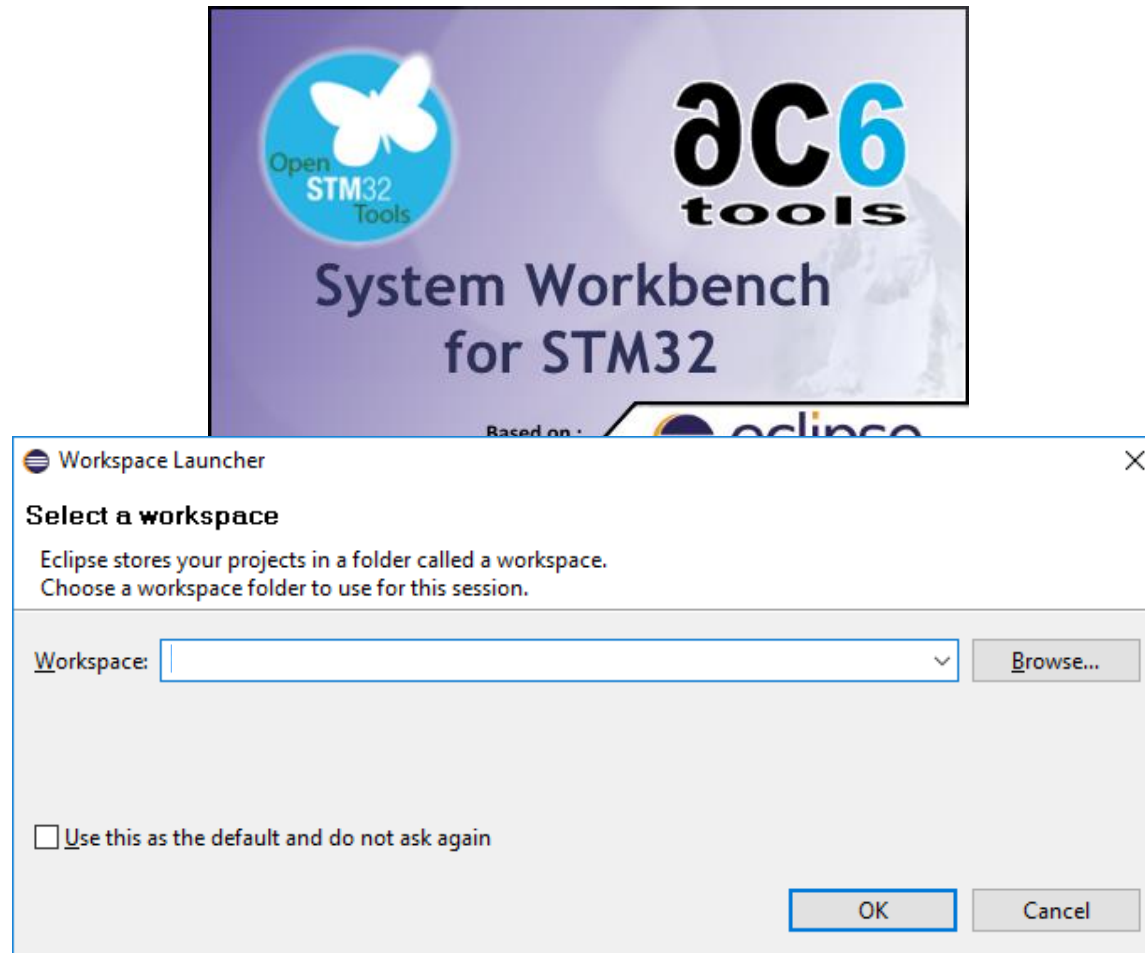 Open
STM32
Tools
ac6
tools
System Workbench
for STM32
Based on :
eclipse
Workspace Launcher
Select a workspace
Eclipse stores your projects in a folder called a workspace.
Choose a workspace folder to use for this session.
Workspace:
Browse...
Use this as the default and do not ask again
OK
Cancel